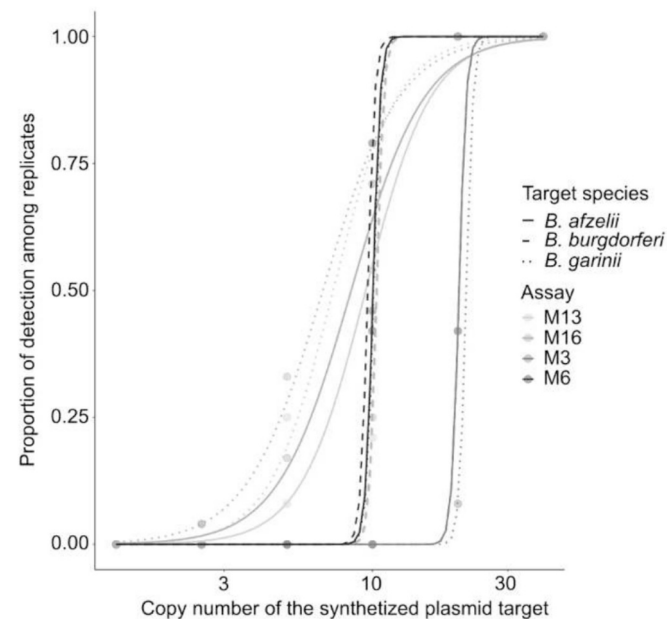 1.00
0.75
0.50
0.25
0.00
Proportion of detection among replicates
3
10
30
Copy number of the synthetized plasmid target
Target species
B. afzelii
B. burgdorferi
B. garinii
Assay
M13
M16
M3
M6